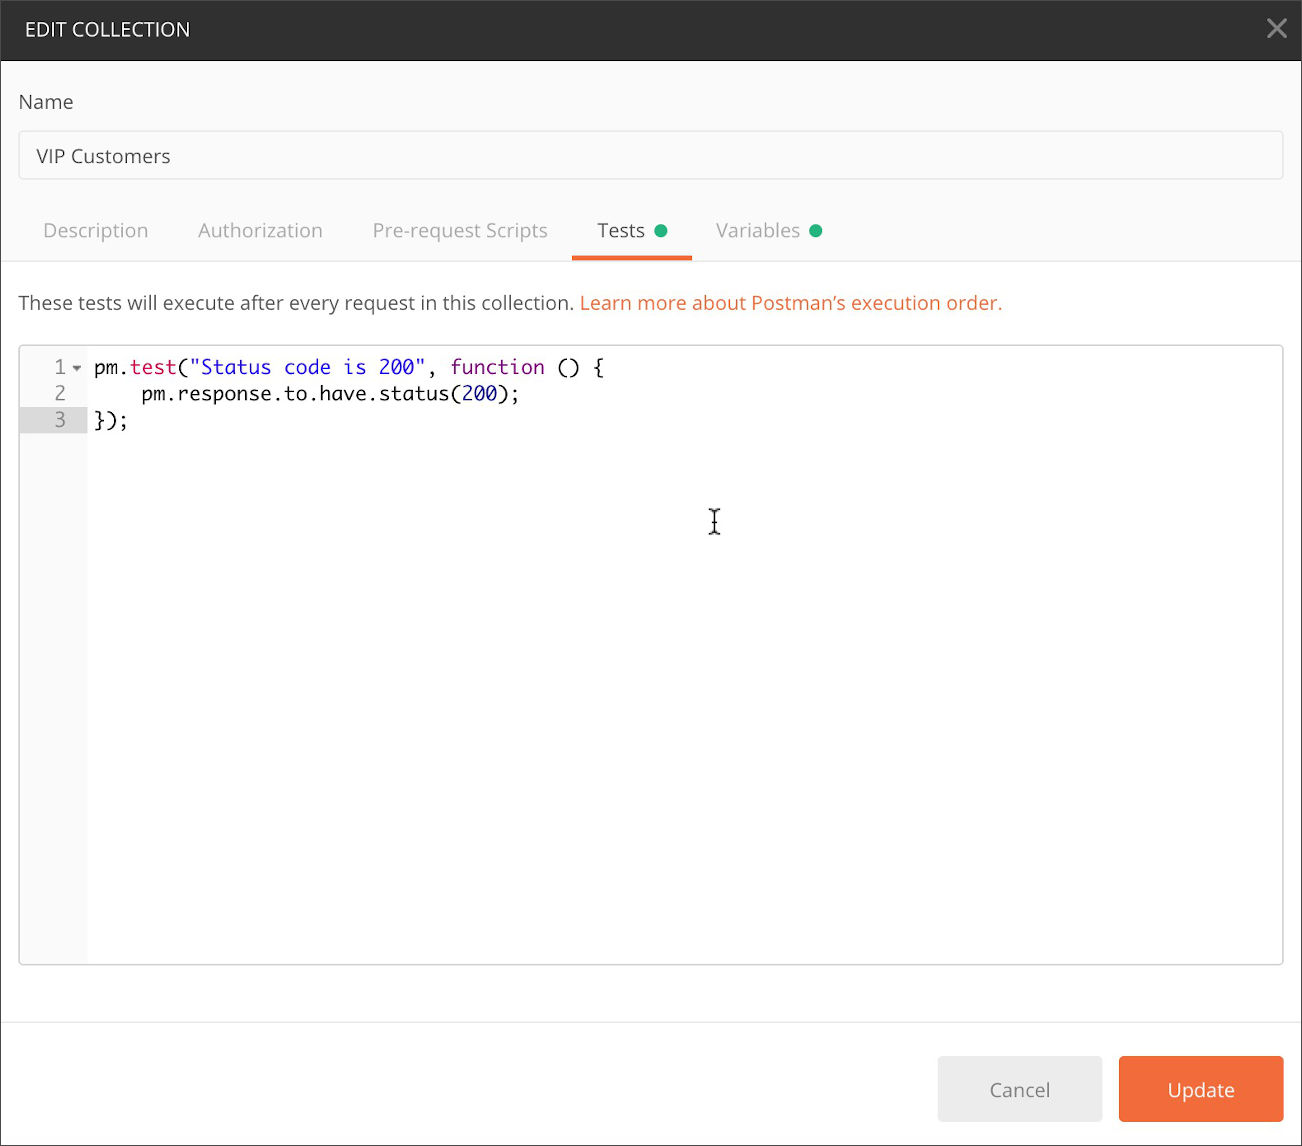 EDIT COLLECTION
Name
VIP Customers
Description Authorization Pre-request Scripts Tests Variables
These tests will execute after every request in this collection. Learn more about Postman’s execution order.
1 pm.test("Status code is 200", function () {
2     pm.response.to.have.status(200);
3 });
Cancel Update